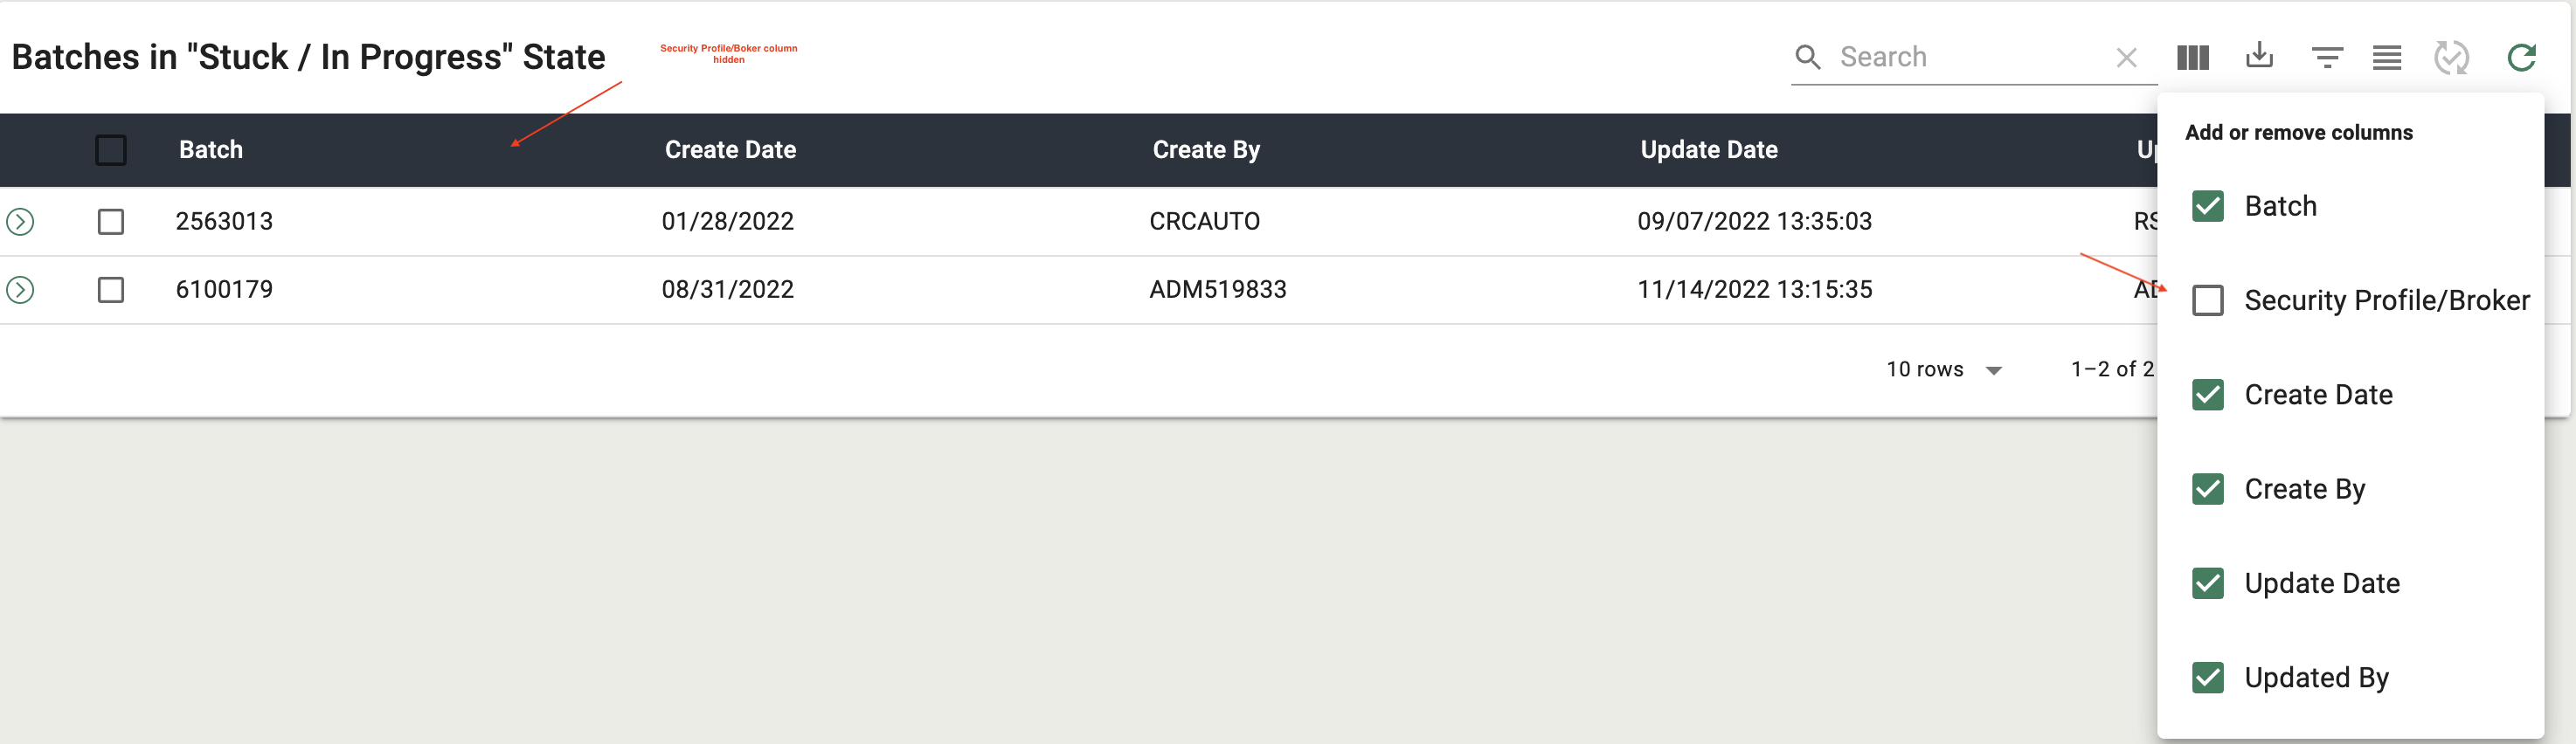 Batches in "Stuck / In Progress" State
Security Profile/Boker column
hidden
Search
Add or remove columns
Batch Create Date Create By Update Date Up
2563013 01/28/2022 CRCAUTO 09/07/2022 13:35:03 RS
6100179 08/31/2022 ADM519833 11/14/2022 13:15:35 AD
10 rows 1–2 of 2
Batch
Security Profile/Broker
Create Date
Create By
Update Date
Updated By